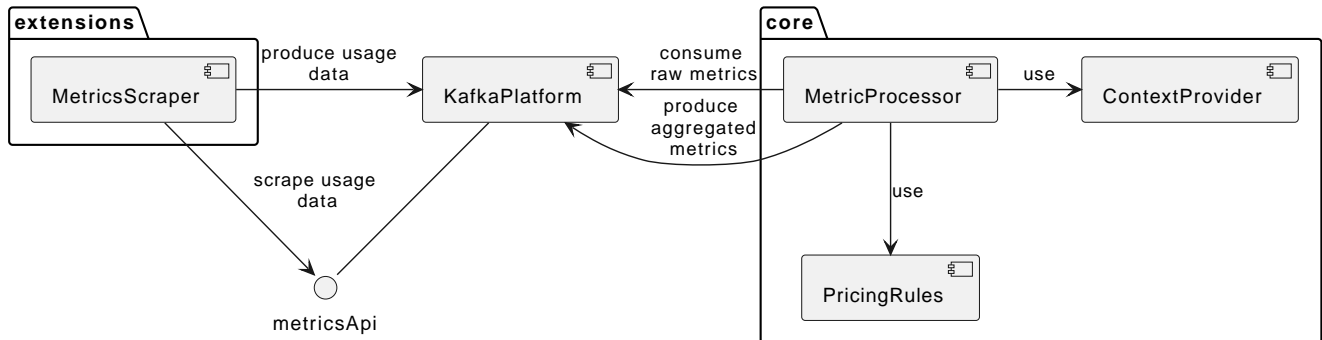 extensions
core
MetricsScraper
produce usage
data
KafkaPlatform
consume
raw metrics
produce
aggregated
metrics
MetricProcessor
use
ContextProvider
scrape usage
data
use
metricsApi
PricingRules